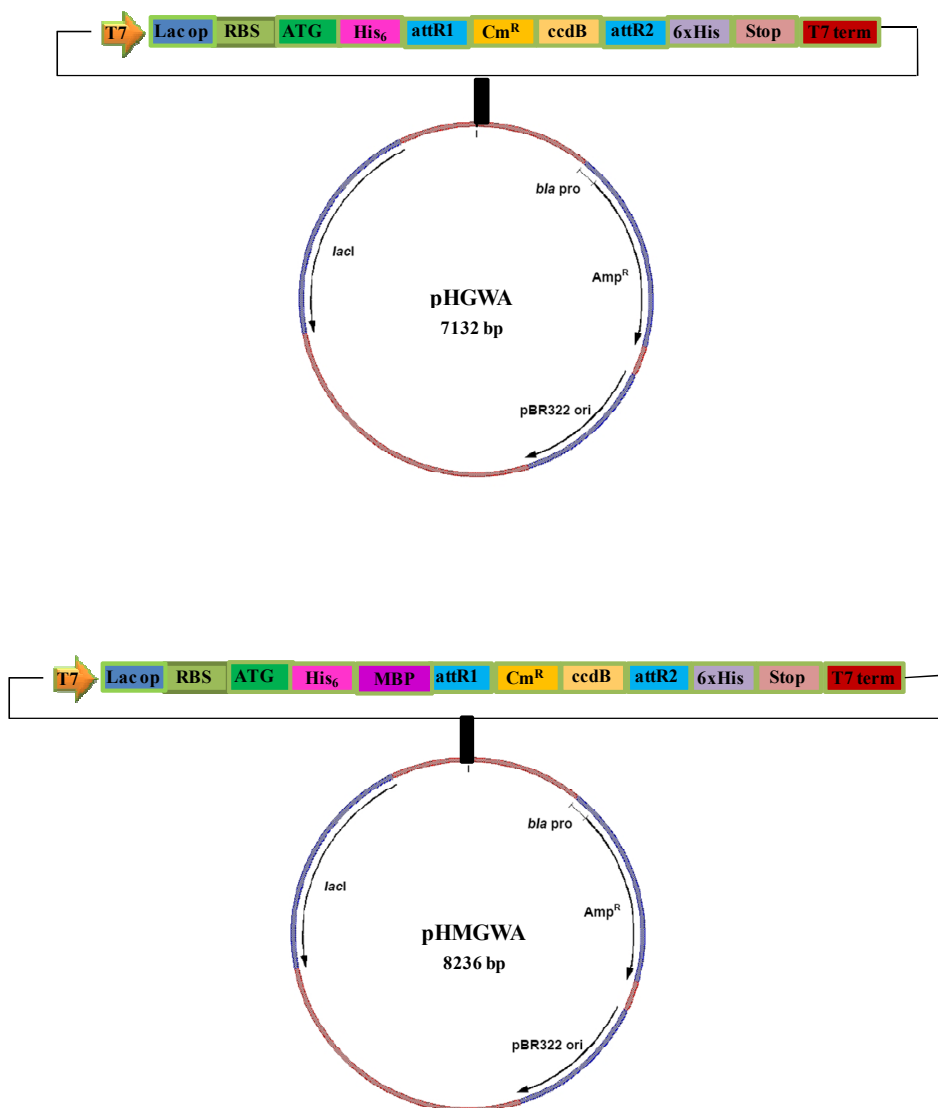 T7 Lac op RBS ATG His₆ attR1 Cmᴿ ccdB attR2 6xHis Stop T7 term
bla pro
lacI
Ampᴿ
pHGWA
7132 bp
pBR322 ori
T7 Lac op RBS ATG His₆ MBP attR1 Cmᴿ ccdB attR2 6xHis Stop T7 term
bla pro
lacI
Ampᴿ
pHMGWA
8236 bp
pBR322 ori